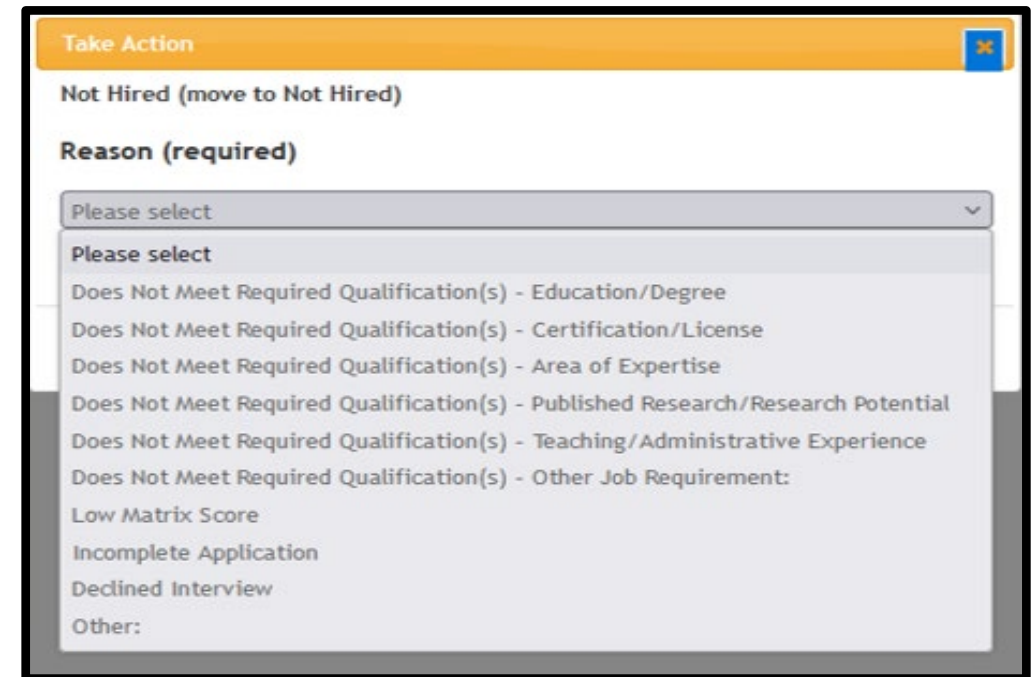 Take Action
Not Hired (move to Not Hired)
Reason (required)
Please select
Please select
Does Not Meet Required Qualification(s) - Education/Degree
Does Not Meet Required Qualification(s) - Certification/License
Does Not Meet Required Qualification(s) - Area of Expertise
Does Not Meet Required Qualification(s) - Published Research/Research Potential
Does Not Meet Required Qualification(s) - Teaching/Administrative Experience
Does Not Meet Required Qualification(s) - Other Job Requirement:
Low Matrix Score
Incomplete Application
Declined Interview
Other: